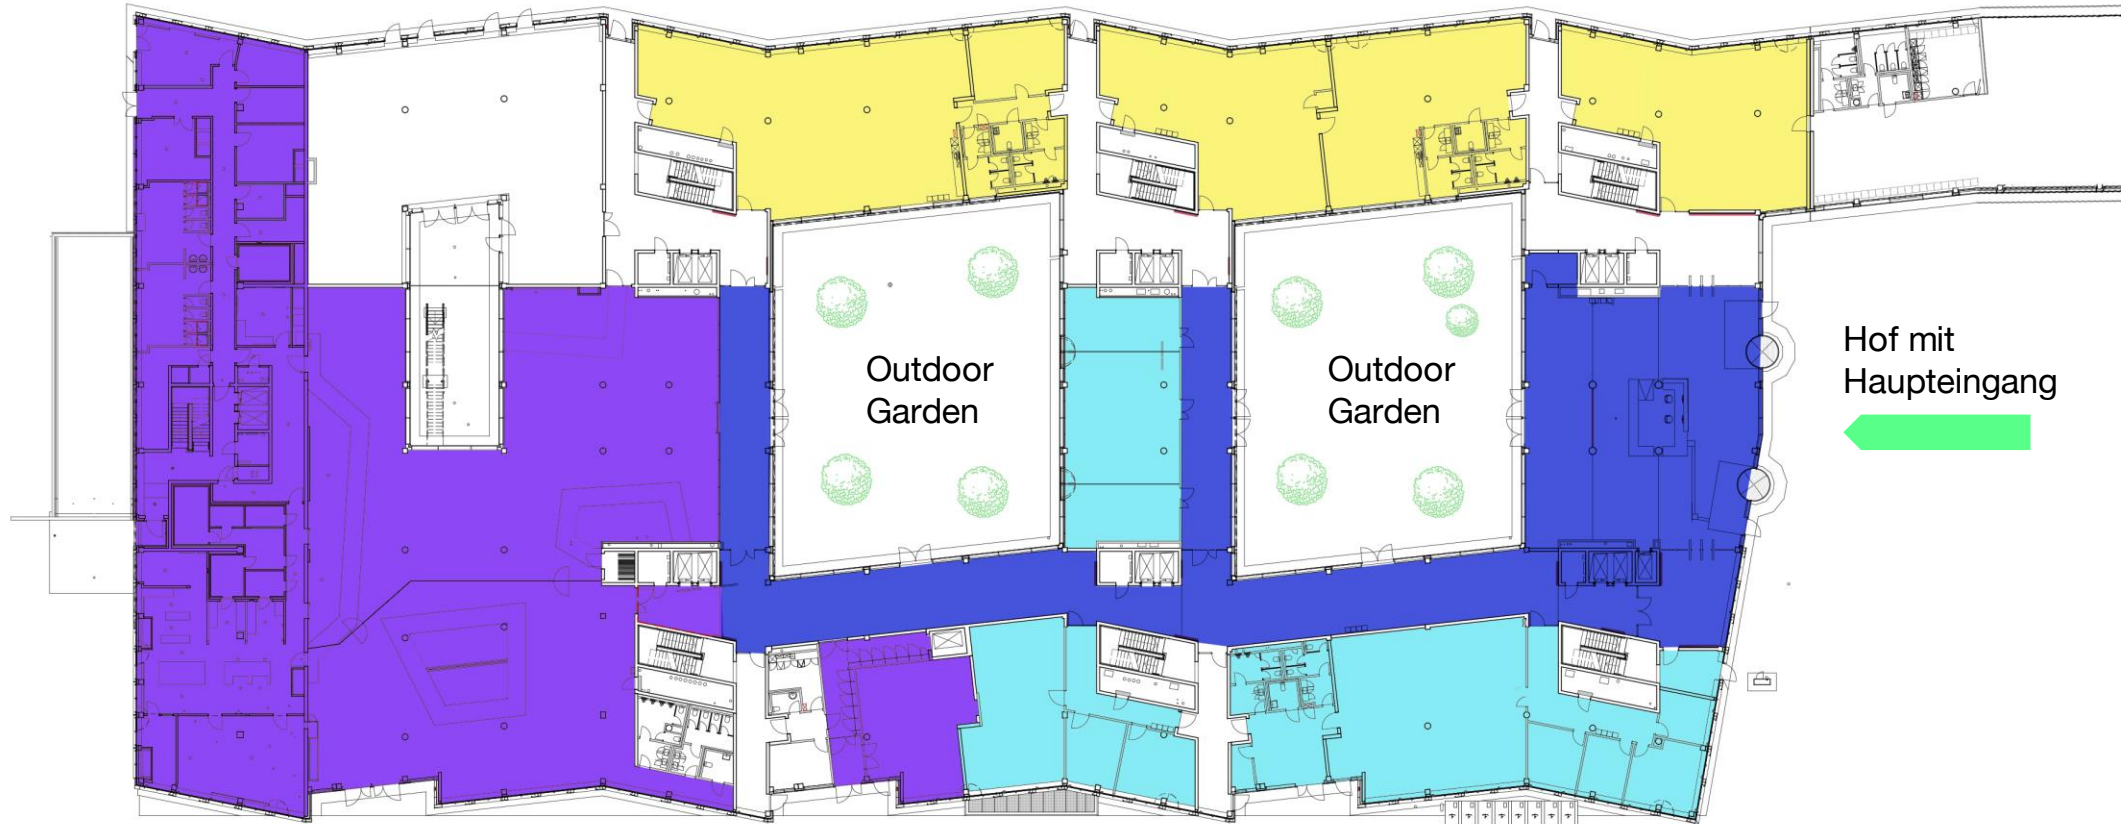 Outdoor
Garden
Outdoor
Garden
Hof mit
Haupteingang